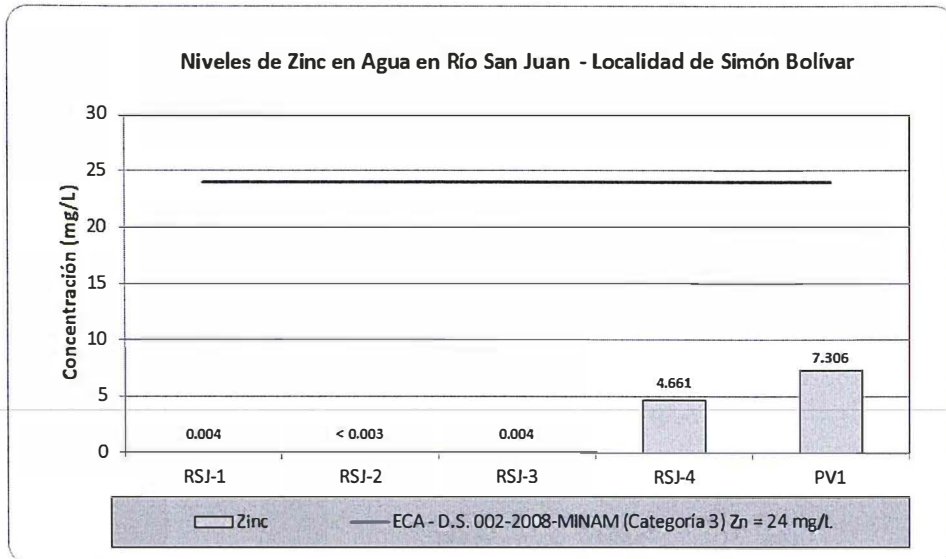 Niveles de Zinc en Agua en Río San Juan - Localidad de Simón Bolívar
Concentración (mg/L)
30
25
20
15
10
5
0
0.004
< 0.003
0.004
4.661
7.306
RSJ-1
RSJ-2
RSJ-3
RSJ-4
PV1
Zinc
ECA - D.S. 002-2008-MINAM (Categoría 3) Zn = 24 mg/L